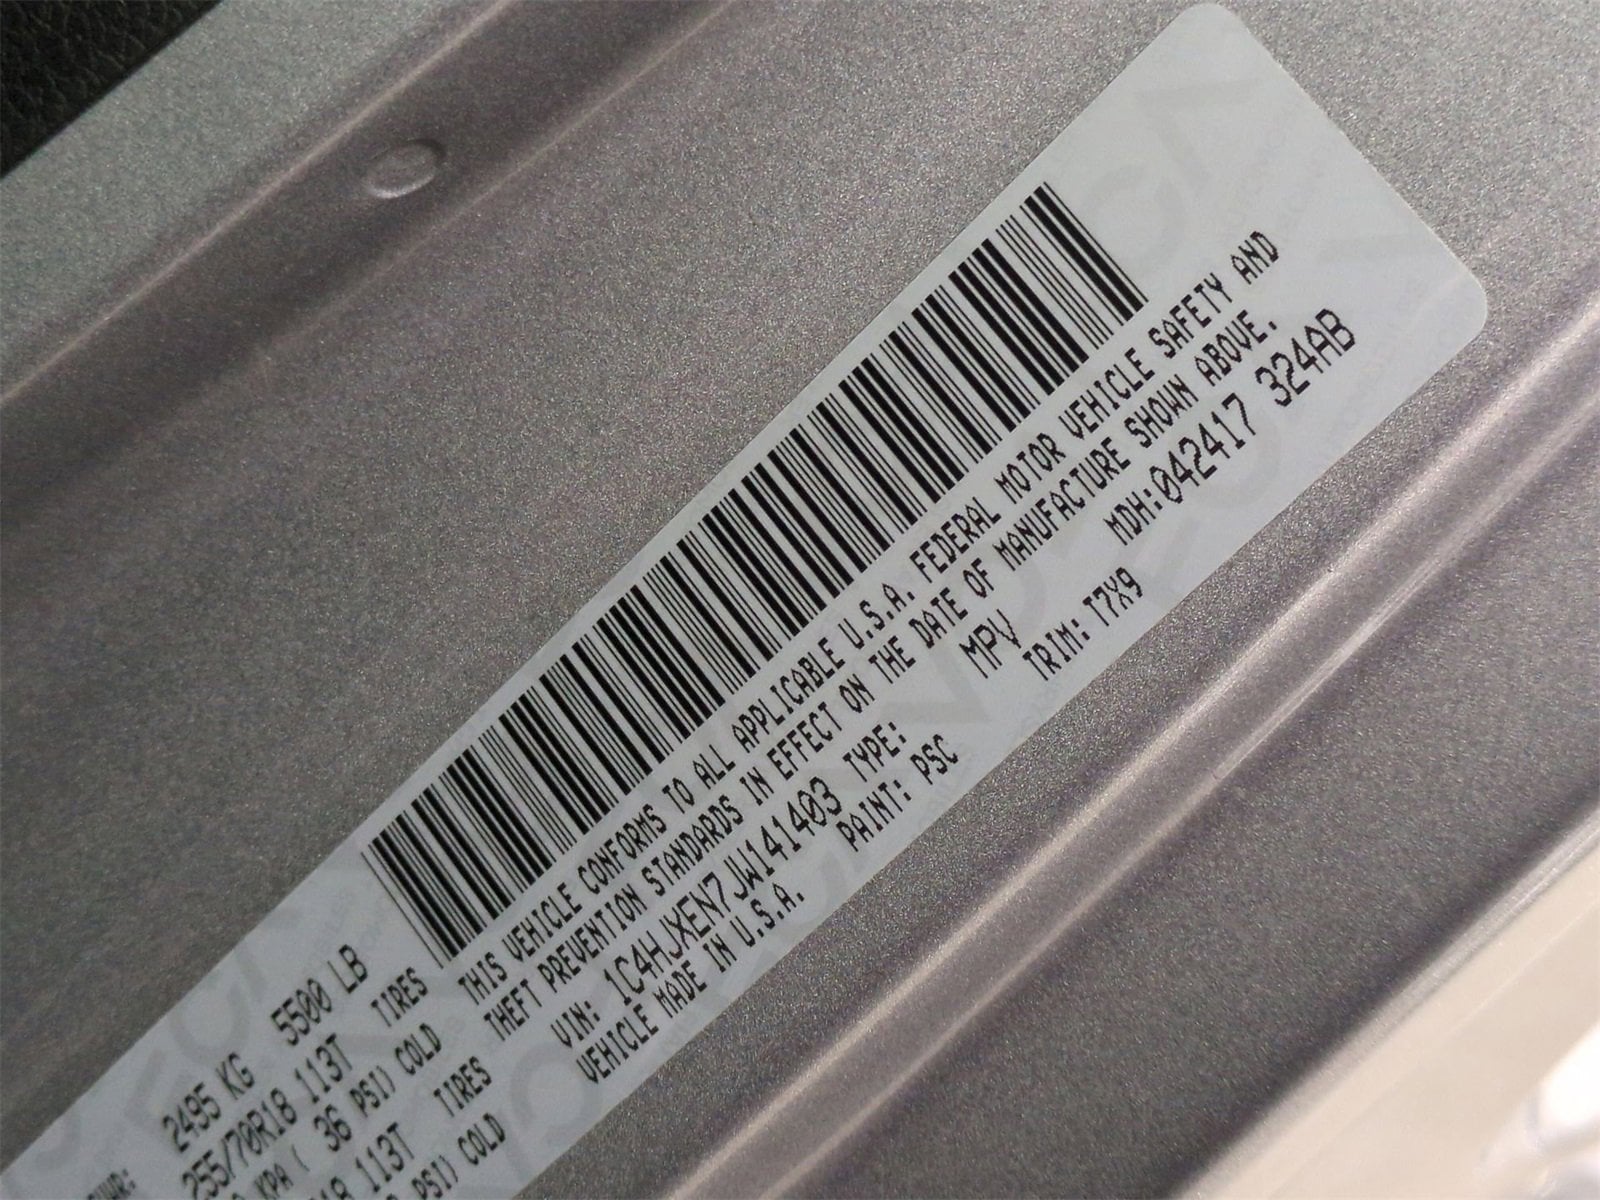 2495 KG 5500 LB
255/70R18 113T TIRES
KPA ( 36 PSI) COLD
113T TIRES
PSI) COLD
THIS VEHICLE CONFORMS TO ALL APPLICABLE U.S.A. FEDERAL MOTOR VEHICLE SAFETY AND
THEFT PREVENTION STANDARDS IN EFFECT ON THE DATE OF MANUFACTURE SHOWN ABOVE.
VIN: 1C4HJXEN7JW141403 TYPE: MPV MDH:042417 324AB
VEHICLE MADE IN U.S.A. PAINT: PSC TRIM: T7X9